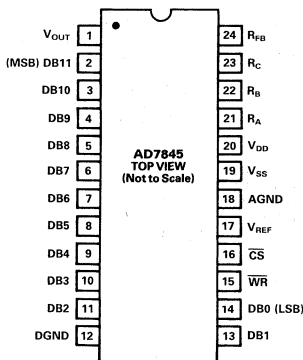 VOUT 1
(MSB) DB11 2
DB10 3
DB9 4
DB8 5
DB7 6
DB6 7
DB5 8
DB4 9
DB3 10
DB2 11
DGND 12
AD7845
TOP VIEW
(Not to Scale)
24 RFB
23 RC
22 RB
21 RA
20 VDD
19 VSS
18 AGND
17 VREF
16 C̅S̅
15 W̅R̅
14 DB0 (LSB)
13 DB1